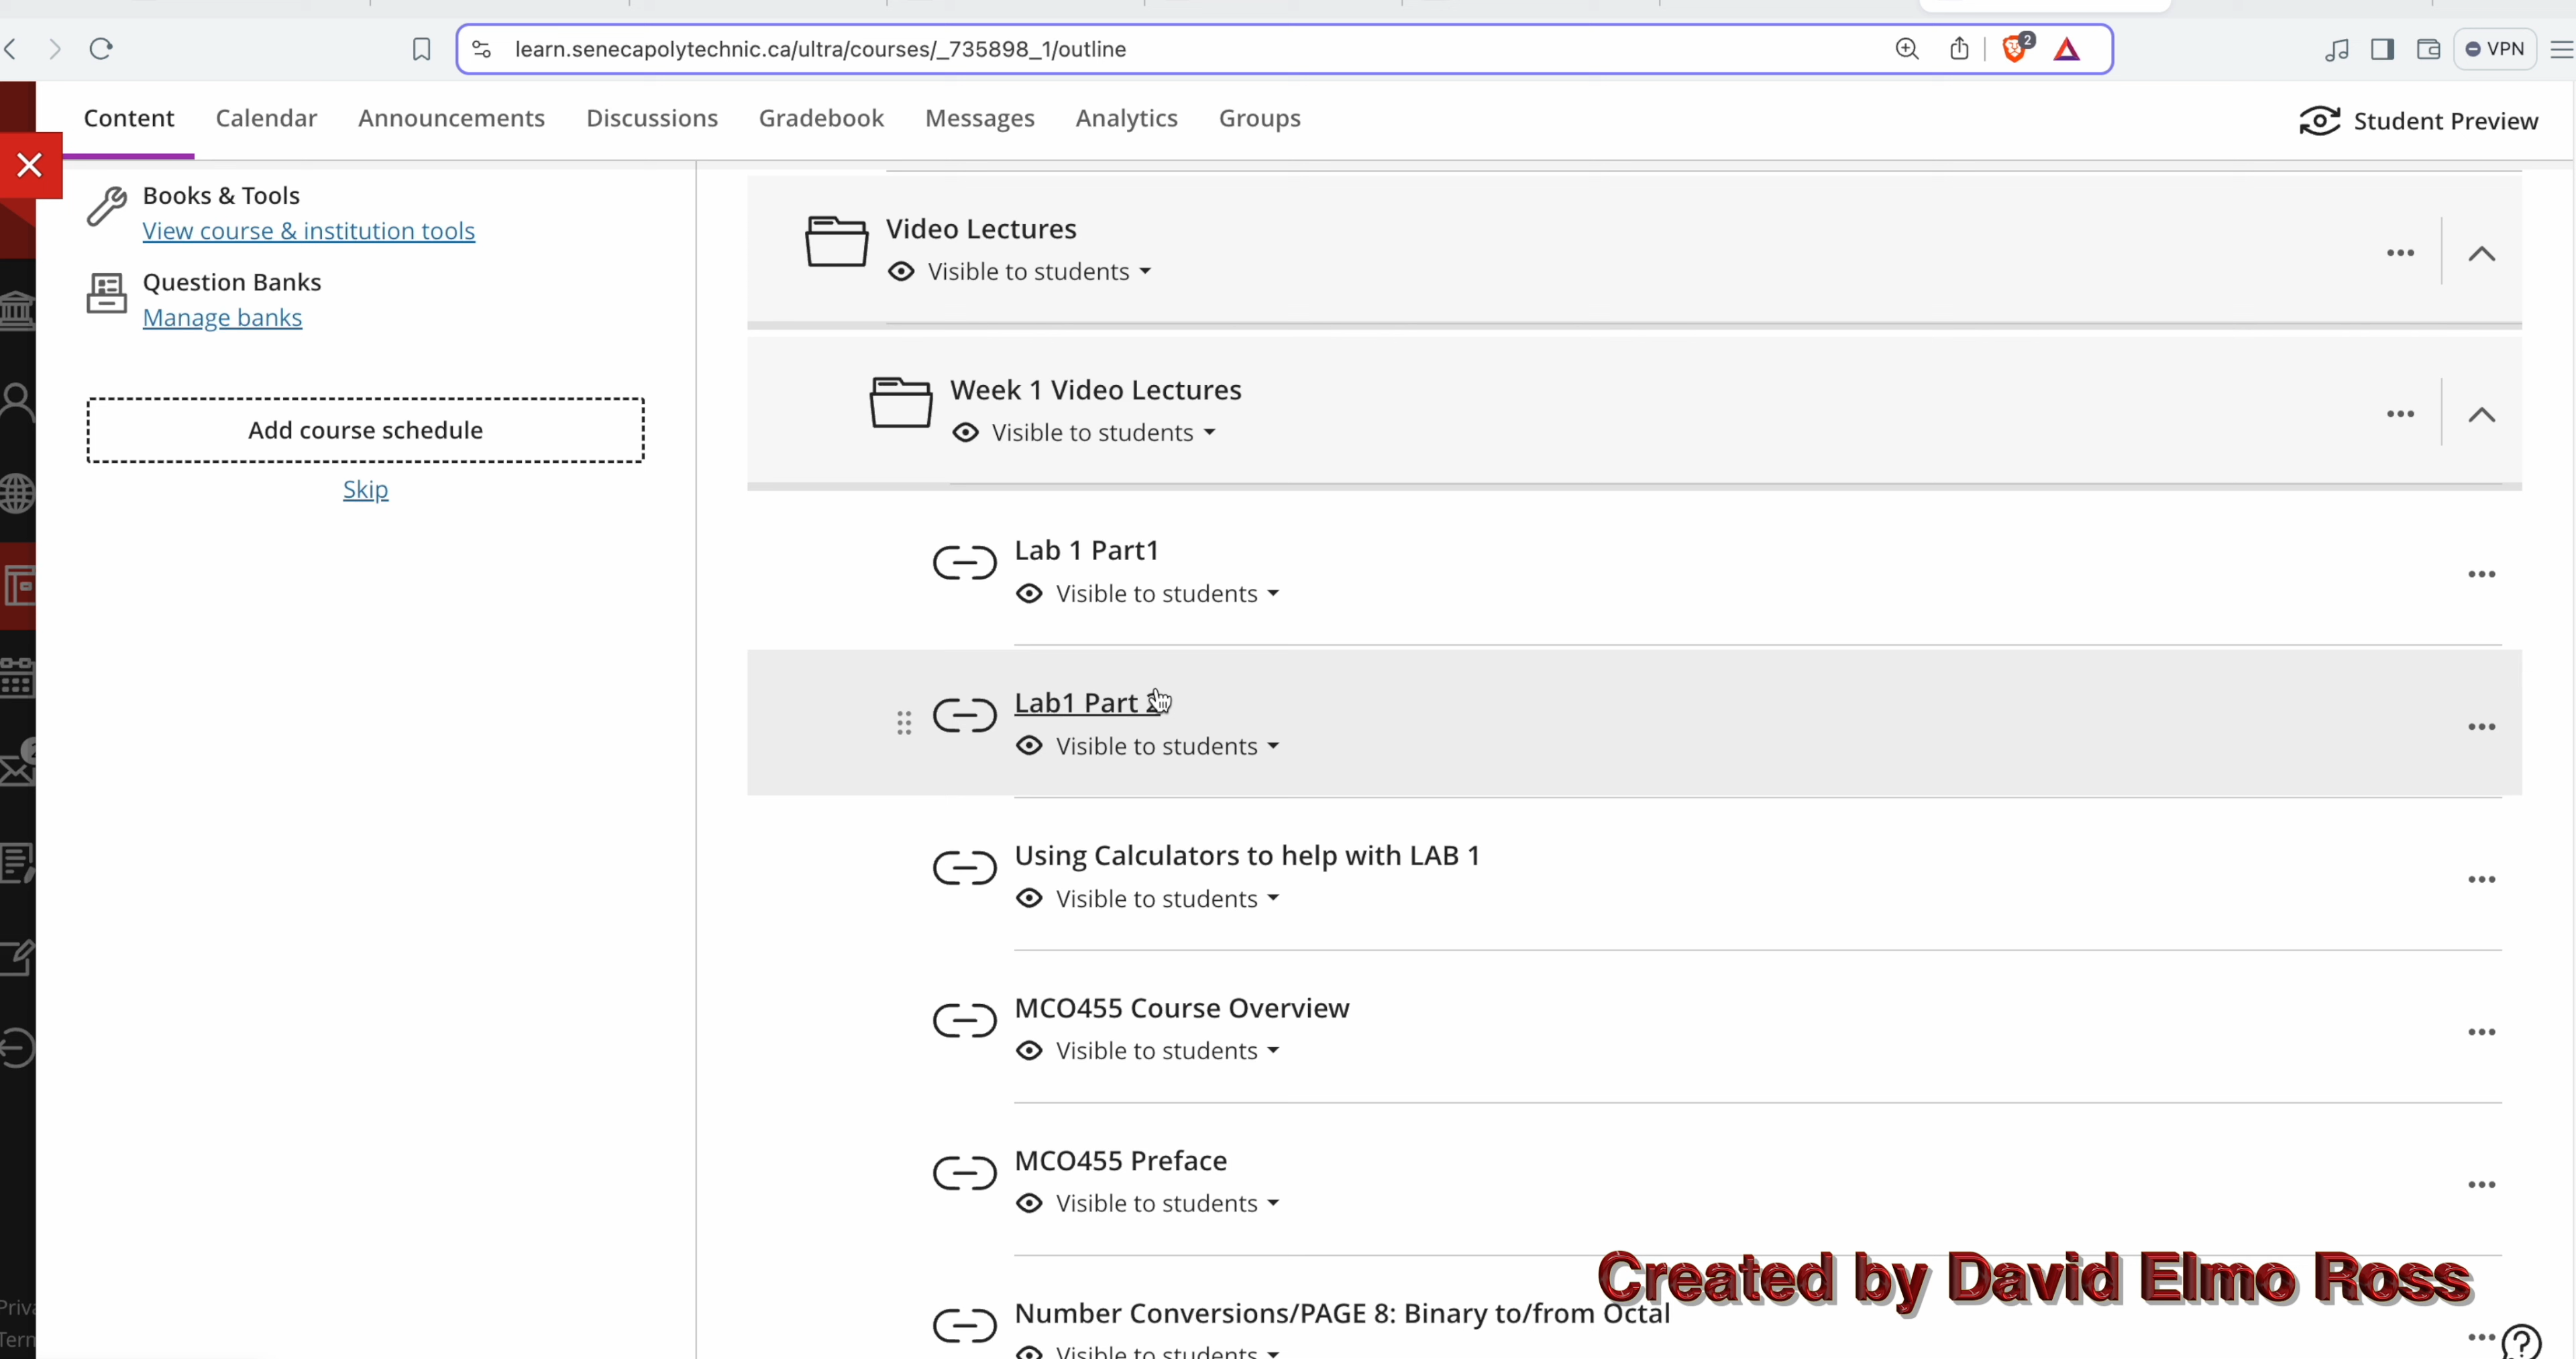 learn.senecapolytechnic.ca/ultra/courses/_735898_1/outline
2
VPN
Content Calendar Announcements Discussions Gradebook Messages Analytics Groups
Student Preview
Books & Tools
View course & institution tools
Question Banks
Manage banks
Add course schedule
Skip
Video Lectures
Visible to students
Week 1 Video Lectures
Visible to students
Lab 1 Part1
Visible to students
Lab1 Part
Visible to students
Using Calculators to help with LAB 1
Visible to students
MCO455 Course Overview
Visible to students
MCO455 Preface
Visible to students
Created by David Elmo Ross
Number Conversions/PAGE 8: Binary to/from Octal
Visible to students